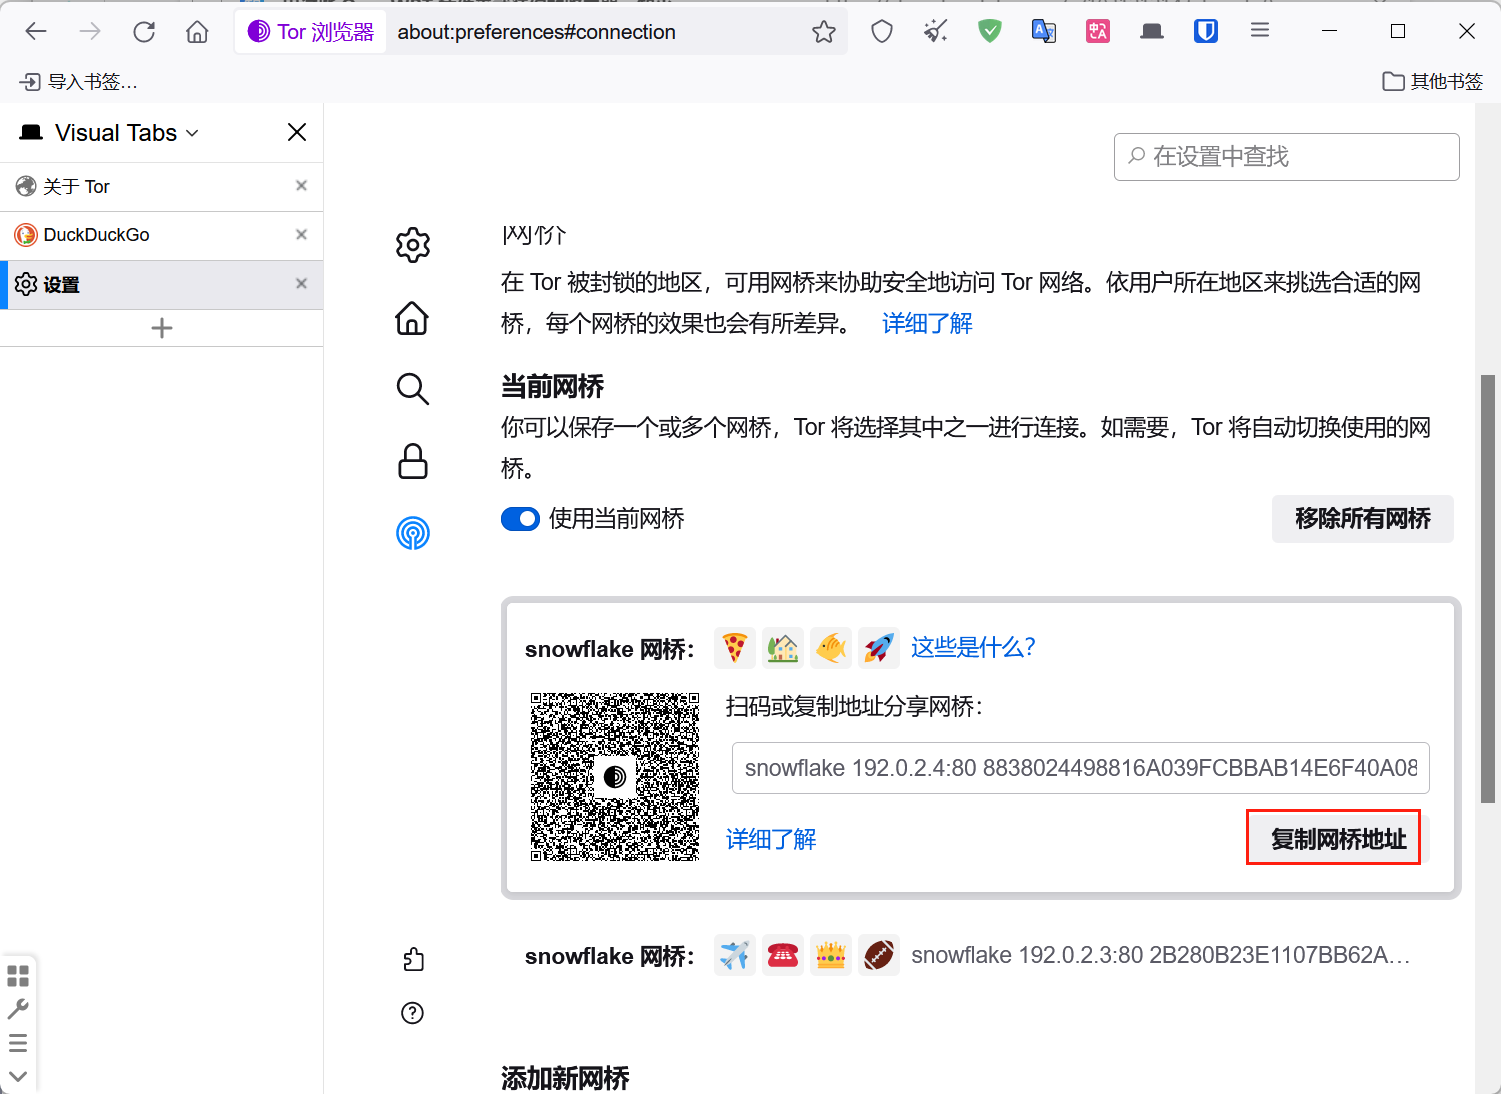 Tor 浏览器
about:preferences#connection
导入书签…
其他书签
Visual Tabs
关于 Tor
DuckDuckGo
设置
在设置中查找
网桥
在 Tor 被封锁的地区，可用网桥来协助安全地访问 Tor 网络。依用户所在地区来挑选合适的网
桥，每个网桥的效果也会有所差异。 详细了解
当前网桥
你可以保存一个或多个网桥，Tor 将选择其中之一进行连接。如需要，Tor 将自动切换使用的网
桥。
使用当前网桥
移除所有网桥
snowflake 网桥：
这些是什么？
扫码或复制地址分享网桥：
snowflake 192.0.2.4:80 8838024498816A039FCBBAB14E6F40A08
详细了解
复制网桥地址
snowflake 网桥：
snowflake 192.0.2.3:80 2B280B23E1107BB62A…
添加新网桥